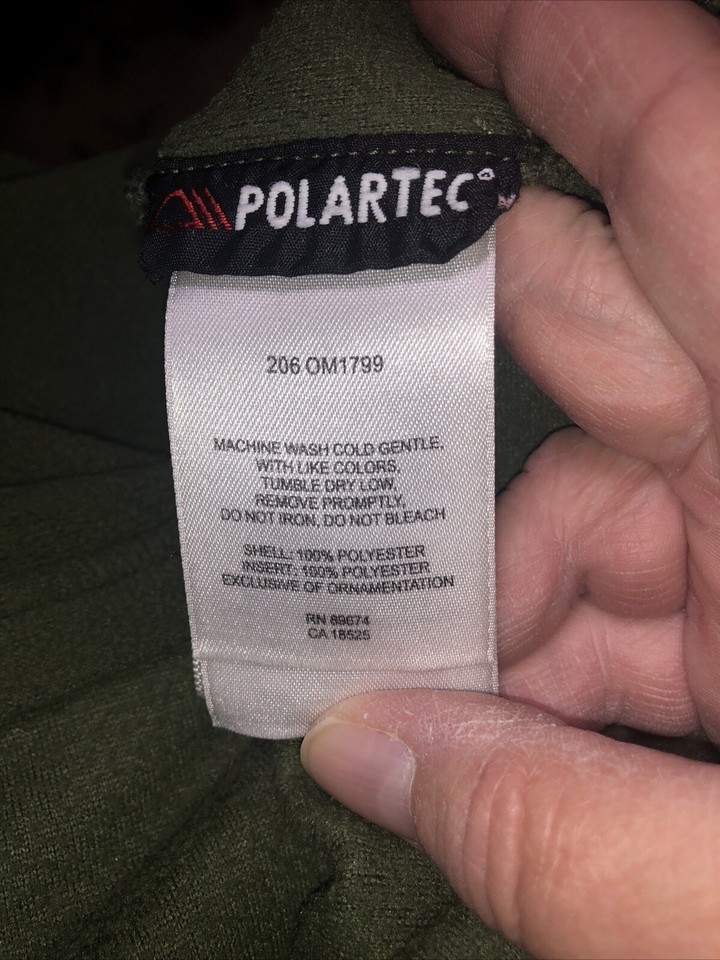 POLARTEC®
206 OM1799
MACHINE WASH COLD GENTLE,
WITH LIKE COLORS,
TUMBLE DRY LOW,
REMOVE PROMPTLY,
DO NOT IRON, DO NOT BLEACH
SHELL: 100% POLYESTER
INSERT: 100% POLYESTER
EXCLUSIVE OF ORNAMENTATION
RN 89674
CA 18525